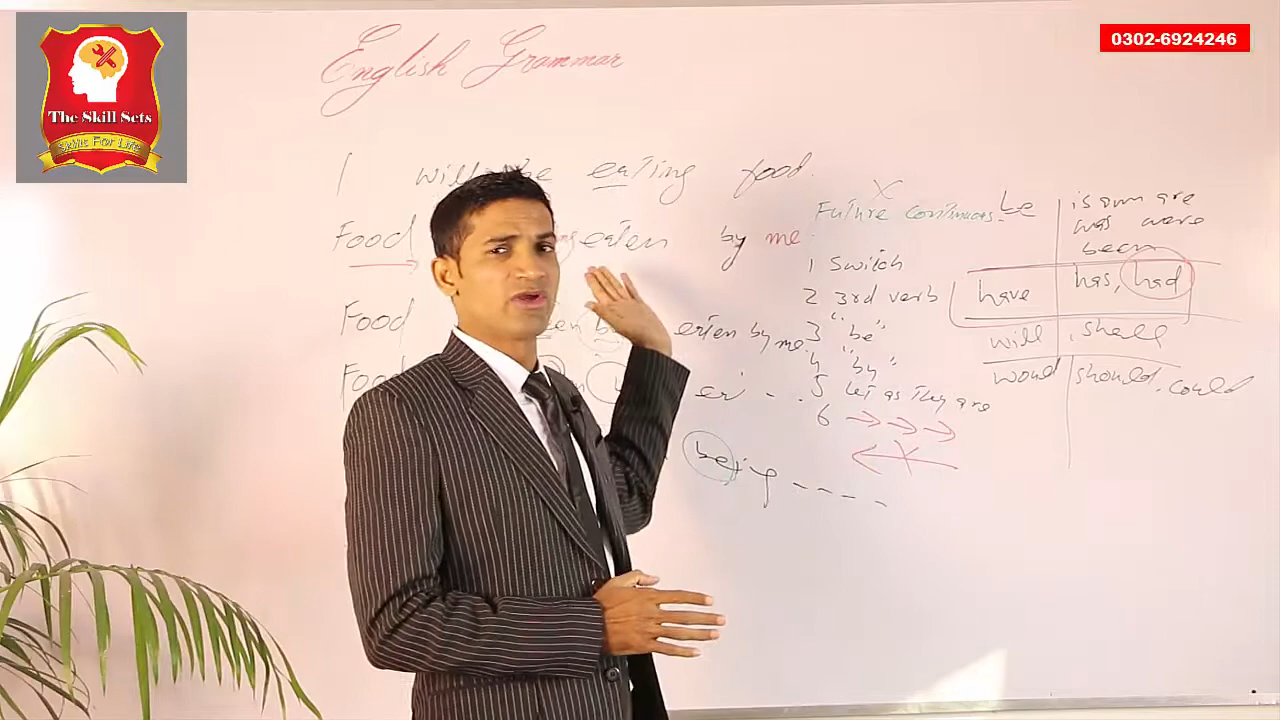 The Skill Sets
Skills For Life
0302-6924246
English Grammar
I will be eating food.
Food eaten by me.
Food eaten by me
Food
being ----
X
Future continuous.
1 Switch
2 3rd verb
3 "be"
4 "by"
5 let as they are
6
be is am are
was were
been
have has, had
will , shall
would should, could